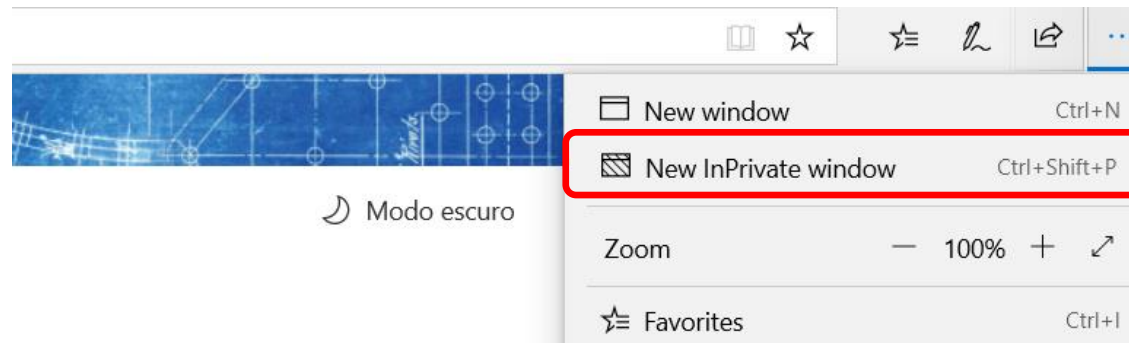 New window Ctrl+N
New InPrivate window Ctrl+Shift+P
Modo escuro
Zoom — 100% +
Favorites Ctrl+I